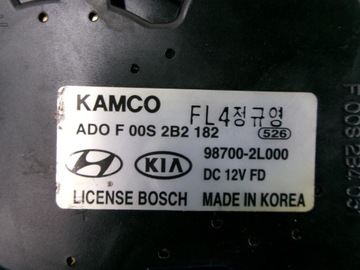 KAMCO FL4정규영
ADO F 00S 2B2 182 526
98700-2L000
KIA DC 12V FD
LICENSE BOSCH MADE IN KOREA